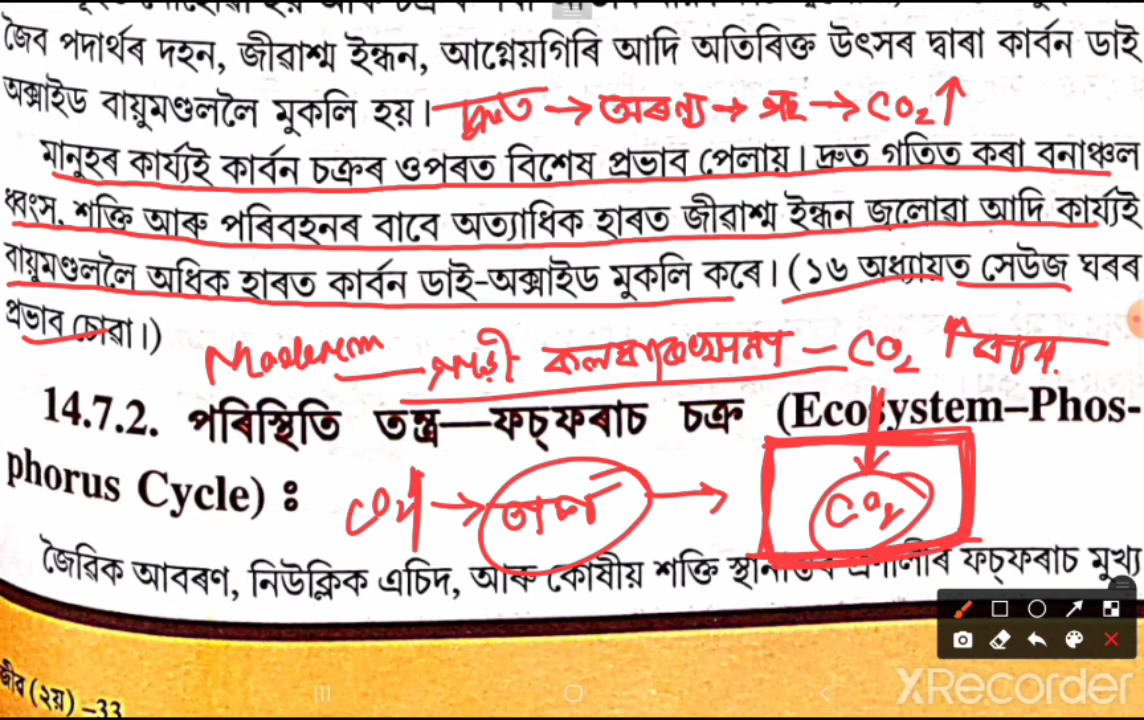 জৈব পদাৰ্থৰ দহন, জীৱাশ্ম ইন্ধন, আগ্নেয়গিৰি আদি অতিৰিক্ত উৎসৰ দ্বাৰা কাৰ্বন ডাই
অক্সাইড বায়ুমণ্ডললৈ মুকলি হয়। দ্ৰুত → অৰণ্য → → CO₂ ↑
মানুহৰ কাৰ্য্যই কাৰ্বন চক্ৰৰ ওপৰত বিশেষ প্ৰভাৱ পেলায়। দ্ৰুত গতিত কৰা বনাঞ্চল
ধ্বংস, শক্তি আৰু পৰিবহনৰ বাবে অত্যাধিক হাৰত জীৱাশ্ম ইন্ধন জ্বলোৱা আদি কাৰ্য্যই
বায়ুমণ্ডললৈ অধিক হাৰত কাৰ্বন ডাই-অক্সাইড মুকলি কৰে। (১৬ অধ্যায়ত সেউজ ঘৰৰ
প্ৰভাৱ চোৱা।)
গাড়ী CO₂ ↑
14.7.2. পৰিস্থিতি তন্ত্ৰ—ফচ্ফৰাচ চক্ৰ (Ecosystem–Phos-
phorus Cycle) ঃ
CO₂ → → CO₂
জৈৱিক আবৰণ, নিউক্লিক এচিদ, আৰু কোষীয় শক্তি স্থানান্তৰ প্ৰণালীৰ ফচ্ফৰাচ মুখ্য
জীৱ (২য়) –33
XRecorder